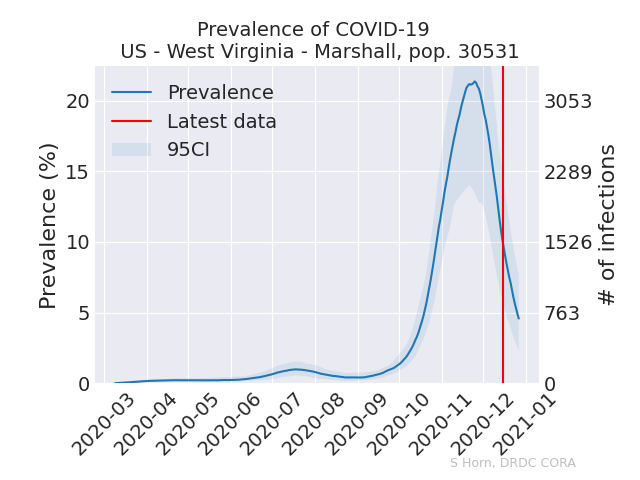 Prevalence of COVID-19
US - West Virginia - Marshall, pop. 30531
Prevalence
Latest data
95CI
Prevalence (%)
20
15
10
5
0
3053
2289
1526
763
0
# of infections
2020-03
2020-04
2020-05
2020-06
2020-07
2020-08
2020-09
2020-10
2020-11
2020-12
2021-01
S Horn, DRDC CORA